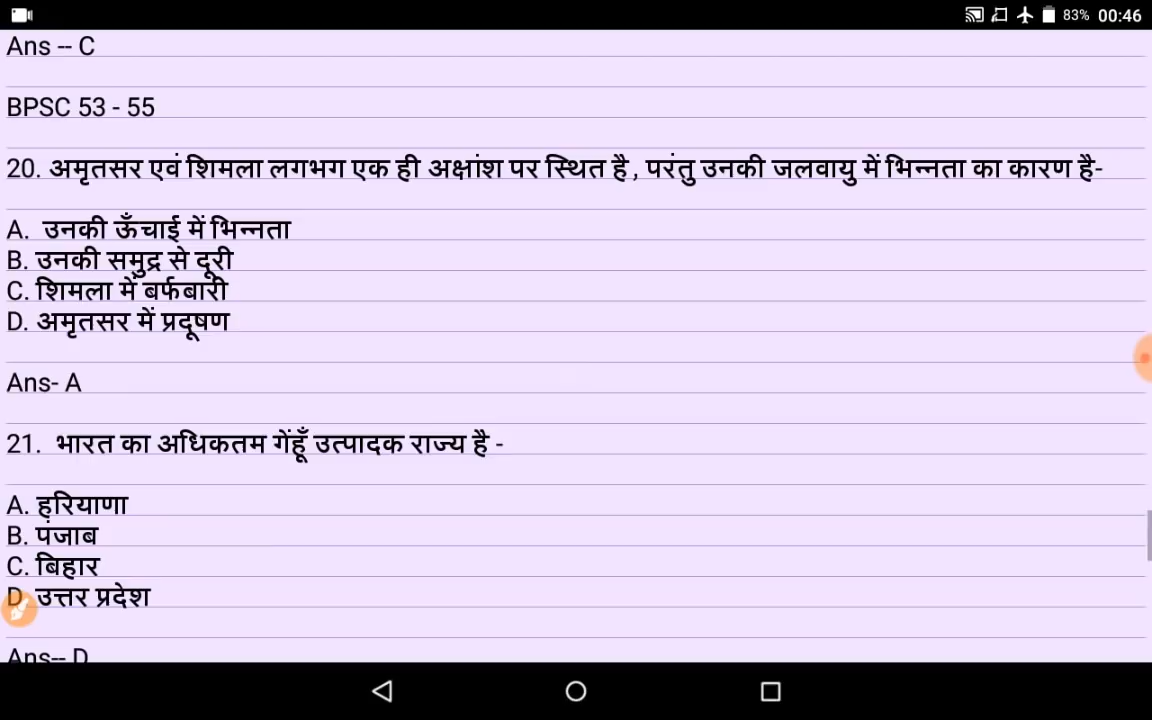 83% 00:46
Ans -- C
BPSC 53 - 55
20. अमृतसर एवं शिमला लगभग एक ही अक्षांश पर स्थित है , परंतु उनकी जलवायु में भिन्नता का कारण है-
A. उनकी ऊँचाई में भिन्नता
B. उनकी समुद्र से दूरी
C. शिमला में बर्फबारी
D. अमृतसर में प्रदूषण
Ans- A
21. भारत का अधिकतम गेंहूँ उत्पादक राज्य है -
A. हरियाणा
B. पंजाब
C. बिहार
D. उत्तर प्रदेश
Ans-- D